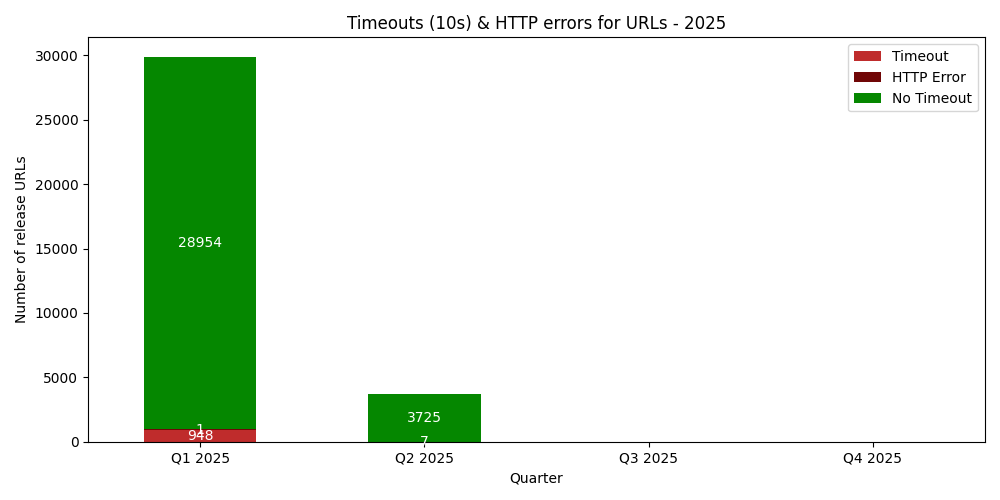 Timeouts (10s) & HTTP errors for URLs - 2025
Timeout
HTTP Error
No Timeout
Number of release URLs
30000
25000
20000
15000
10000
5000
0
28954
1
948
3725
7
Q1 2025
Q2 2025
Q3 2025
Q4 2025
Quarter